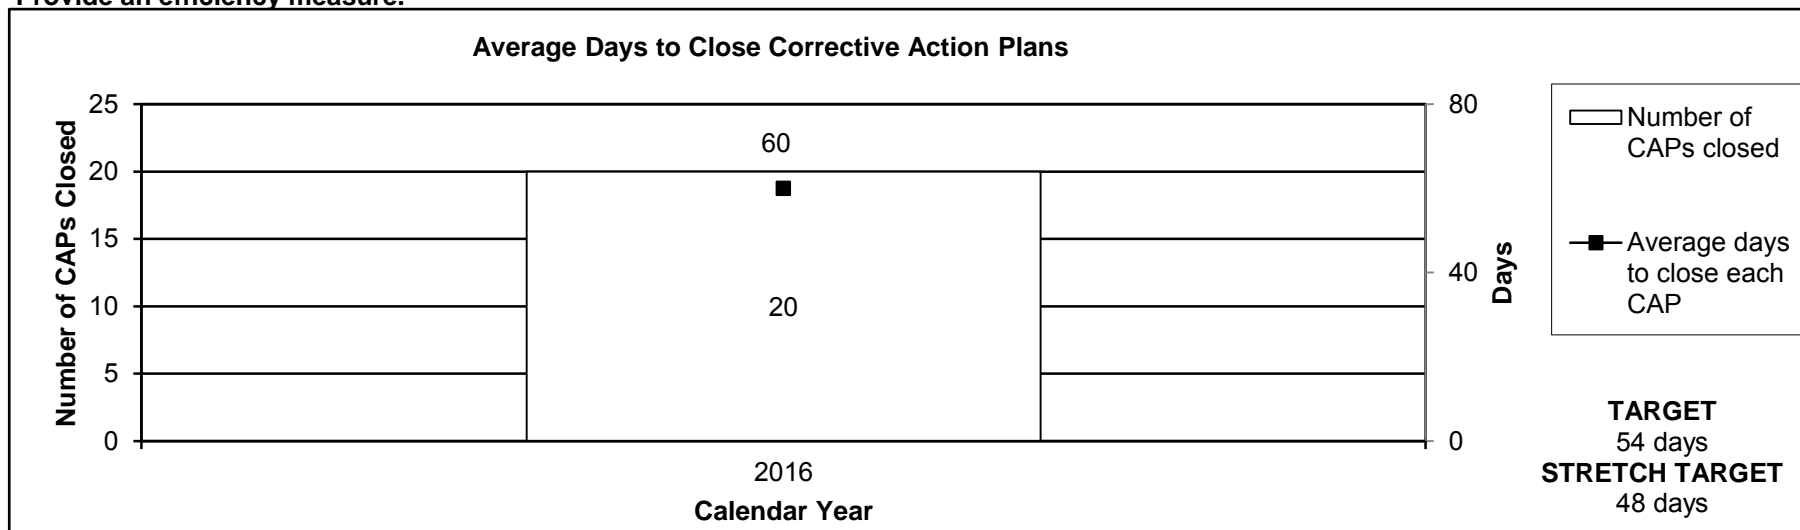 Provide an efficiency measure.
Average Days to Close Corrective Action Plans
Number of CAPs Closed
25
20
15
10
5
0
60
20
80
40
0
Days
2016
Calendar Year
Number of
CAPs closed
Average days
to close each
CAP
TARGET
54 days
STRETCH TARGET
48 days